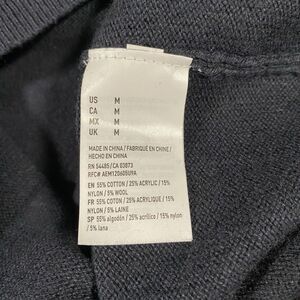 US M
CA M
MX M
UK M
MADE IN CHINA / FABRIQUÉ EN CHINE /
HECHO EN CHINA
RN 54485 / CA 03873
RFC# AEM120605U9A
EN 55% COTTON / 25% ACRYLIC / 15%
NYLON / 5% WOOL
FR 55% COTON / 25% ACRYLIQUE / 15%
NYLON / 5% LAINE
SP 55% algodón / 25% acrílico / 15% nylon
/ 5% lana